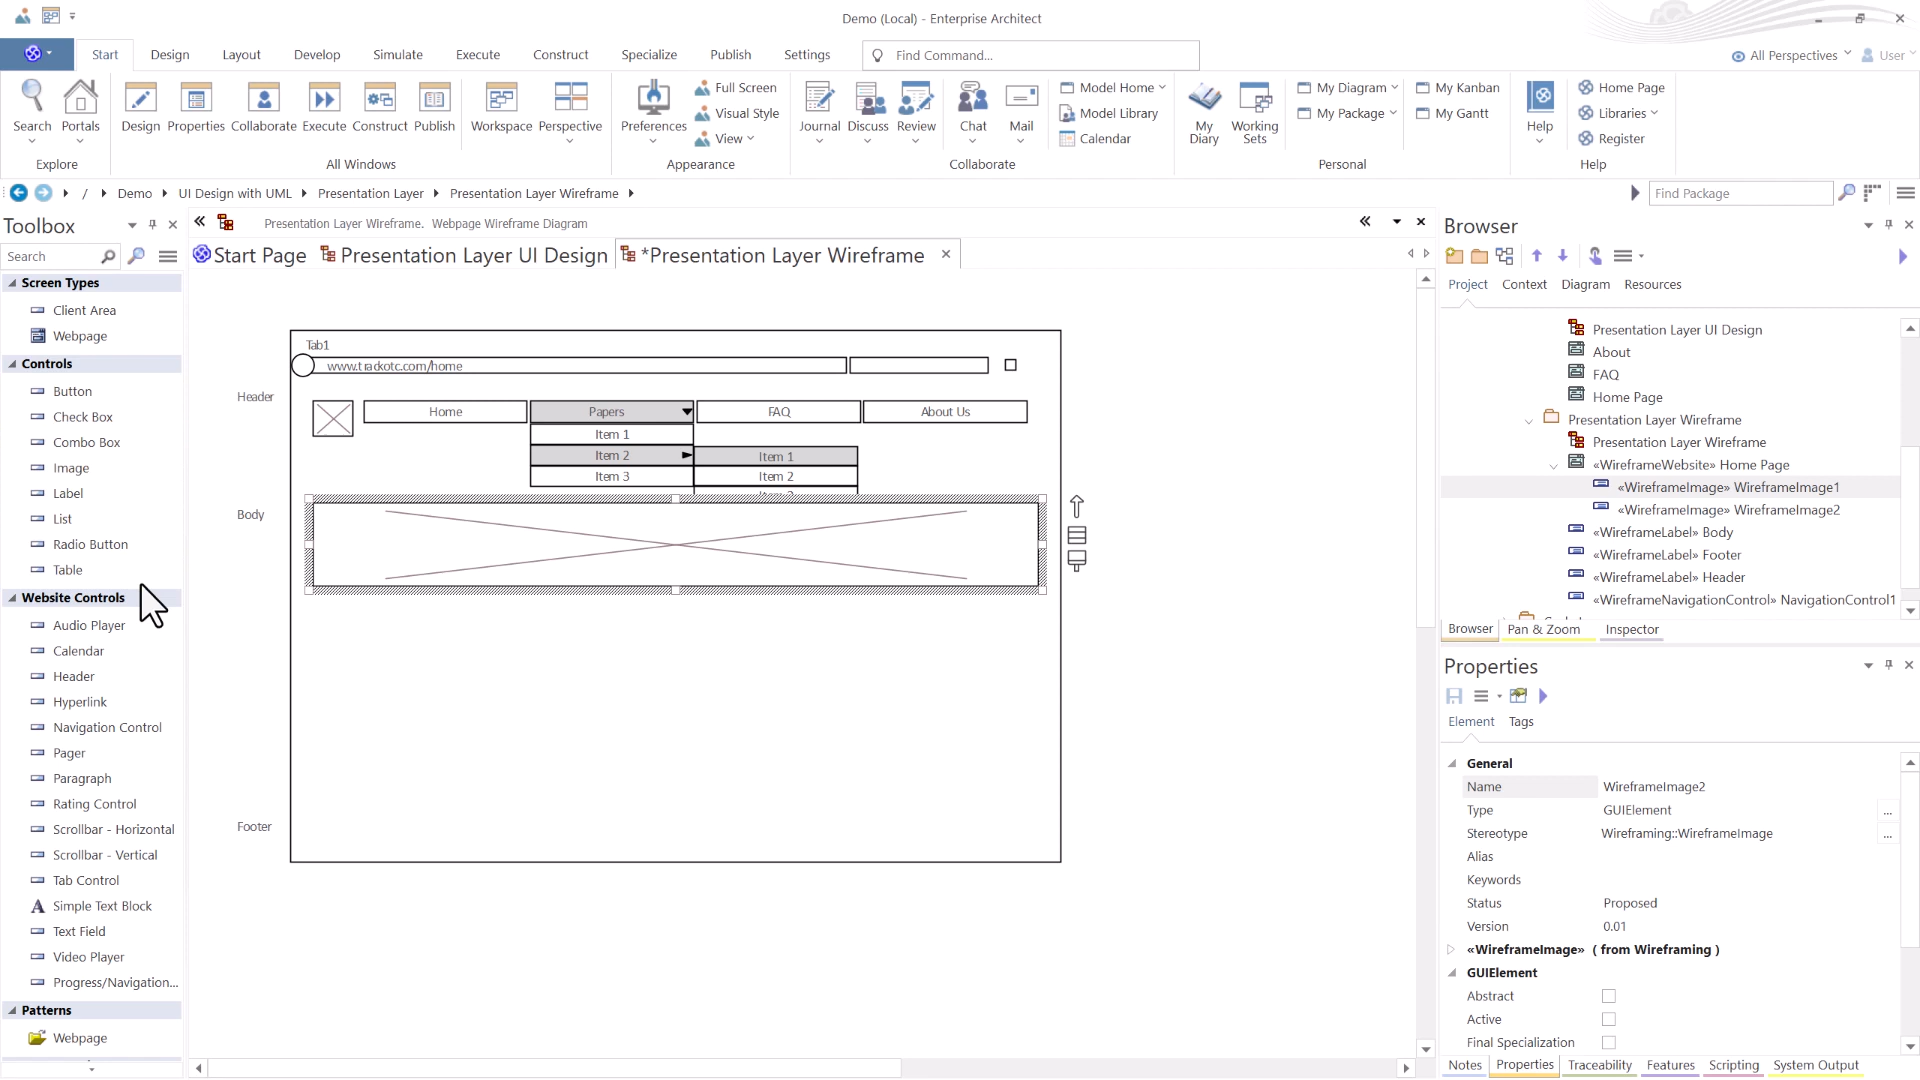 Demo (Local) - Enterprise Architect
Start
Design
Layout
Develop
Simulate
Execute
Construct
Specialize
Publish
Settings
Find Command...
All Perspectives
User
Search
Portals
Explore
Design
Properties
Collaborate
Execute
Construct
Publish
Workspace
Perspective
All Windows
Preferences
Full Screen
Visual Style
View
Appearance
Journal
Discuss
Review
Chat
Mail
Model Home
Model Library
Calendar
Collaborate
My
Diary
Working
Sets
My Diagram
My Package
My Kanban
My Gantt
Personal
Help
Home Page
Libraries
Register
Help
/
Demo
UI Design with UML
Presentation Layer
Presentation Layer Wireframe
Find Package
Toolbox
Search
Screen Types
Client Area
Webpage
Controls
Button
Check Box
Combo Box
Image
Label
List
Radio Button
Table
Website Controls
Audio Player
Calendar
Header
Hyperlink
Navigation Control
Pager
Paragraph
Rating Control
Scrollbar - Horizontal
Scrollbar - Vertical
Tab Control
Simple Text Block
Text Field
Video Player
Progress/Navigation...
Patterns
Webpage
Presentation Layer Wireframe. Webpage Wireframe Diagram
Start Page
Presentation Layer UI Design
*Presentation Layer Wireframe
Tab1
www.trackotc.com/home
Header
Home
Papers
FAQ
About Us
Item 1
Item 2
Item 1
Item 3
Item 2
Body
Footer
Browser
Project
Context
Diagram
Resources
Presentation Layer UI Design
About
FAQ
Home Page
Presentation Layer Wireframe
Presentation Layer Wireframe
«WireframeWebsite» Home Page
«WireframeImage» WireframeImage1
«WireframeImage» WireframeImage2
«WireframeLabel» Body
«WireframeLabel» Footer
«WireframeLabel» Header
«WireframeNavigationControl» NavigationControl1
Browser
Pan & Zoom
Inspector
Properties
Element
Tags
General
Name WireframeImage2
Type GUIElement ...
Stereotype Wireframing::WireframeImage ...
Alias
Keywords
Status Proposed
Version 0.01
«WireframeImage» ( from Wireframing )
GUIElement
Abstract
Active
Final Specialization
Notes
Properties
Traceability
Features
Scripting
System Output